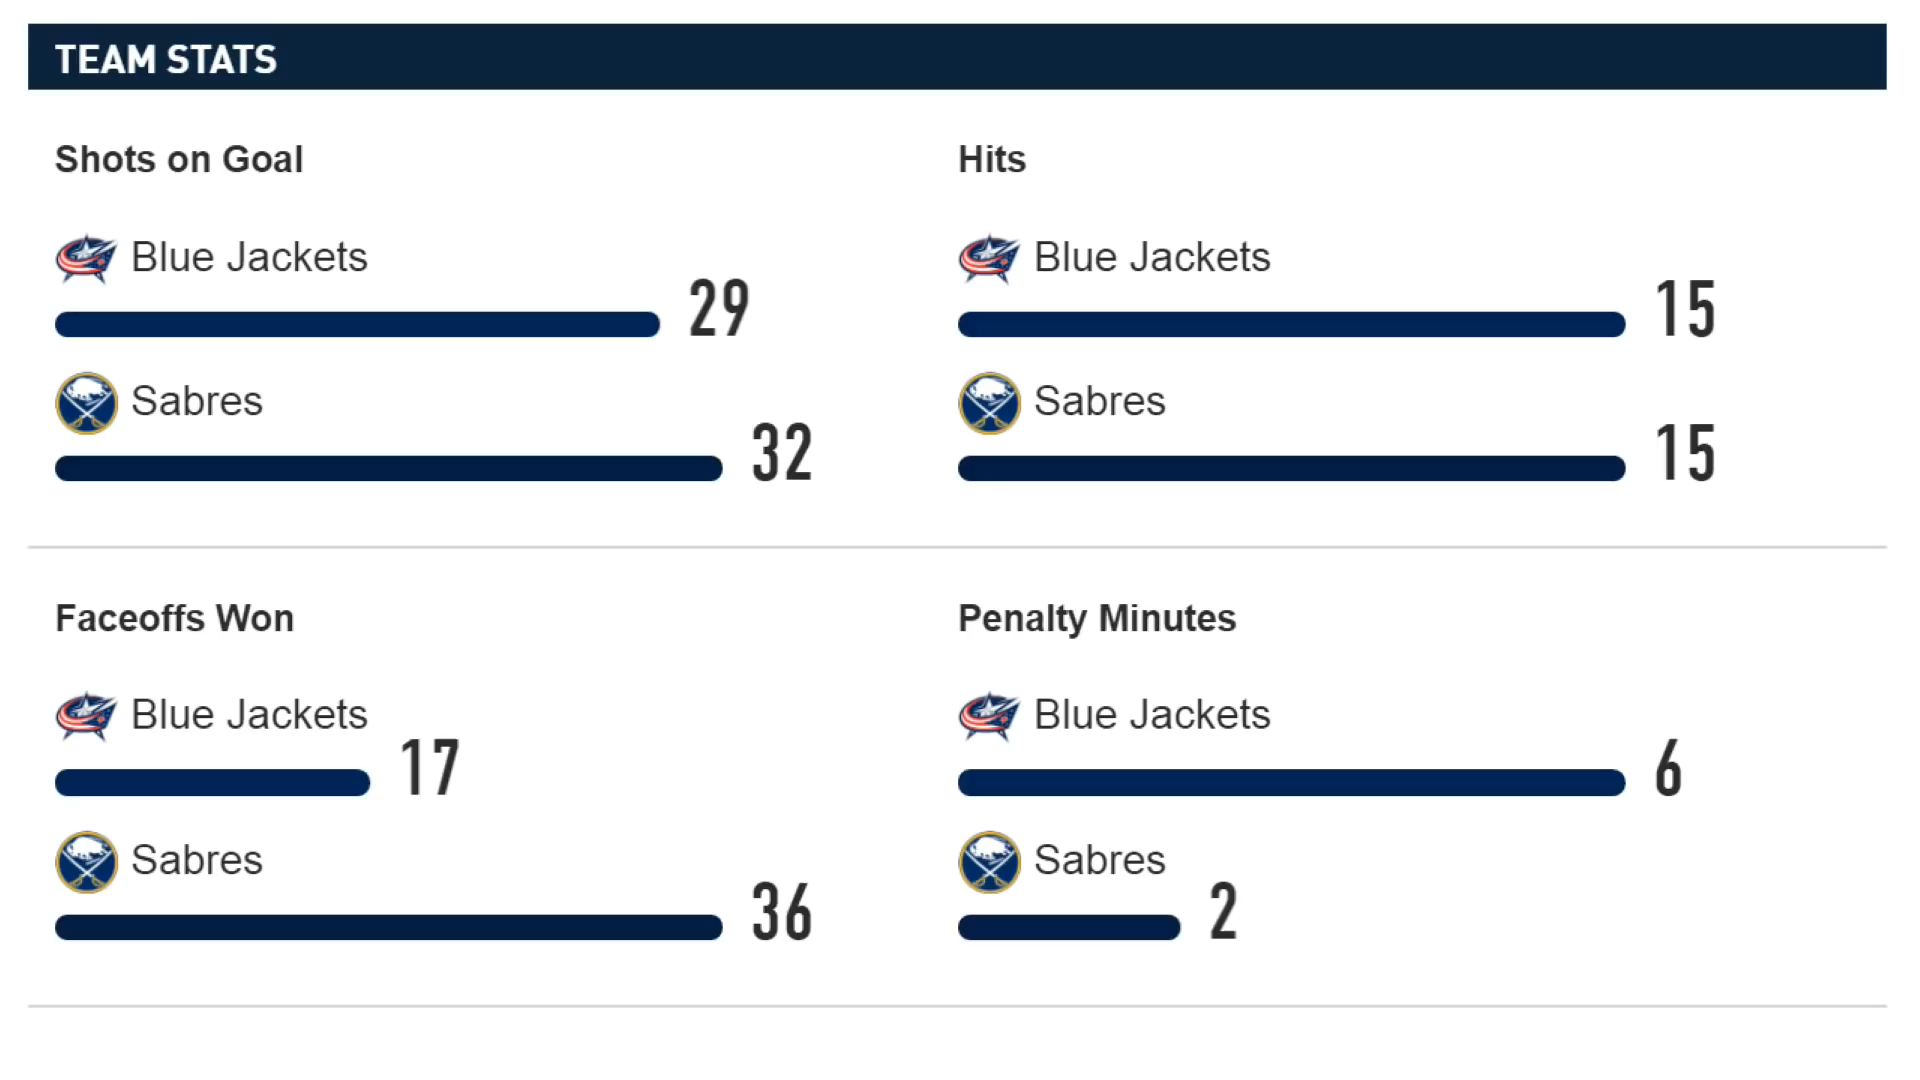 TEAM STATS
Shots on Goal
Blue Jackets
29
Sabres
32
Hits
Blue Jackets
15
Sabres
15
Faceoffs Won
Blue Jackets
17
Sabres
36
Penalty Minutes
Blue Jackets
6
Sabres
2